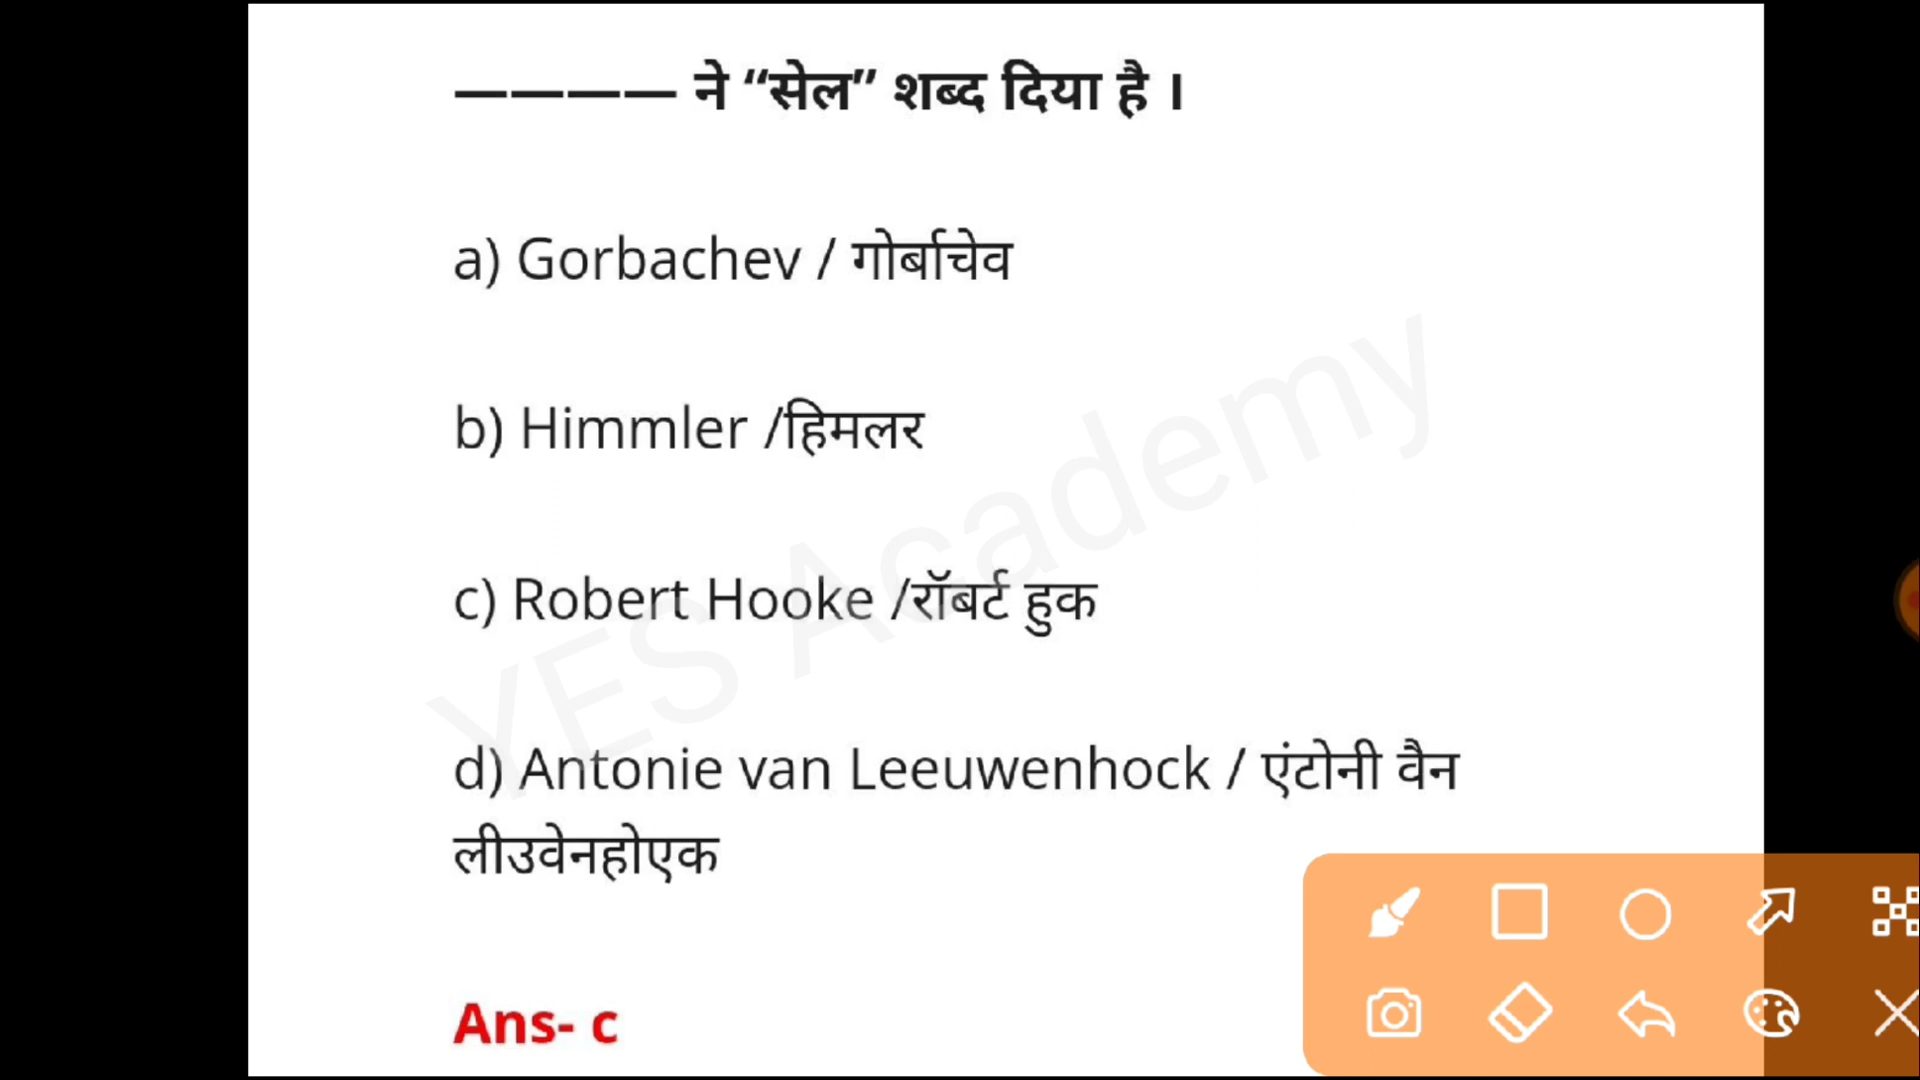 ———— ने “सेल” शब्द दिया है ।
a) Gorbachev / गोर्बाचेव
b) Himmler /हिमलर
c) Robert Hooke /रॉबर्ट हुक
d) Antonie van Leeuwenhock / एंटोनी वैन
लीउवेनहोएक
Ans- c
YES Academy